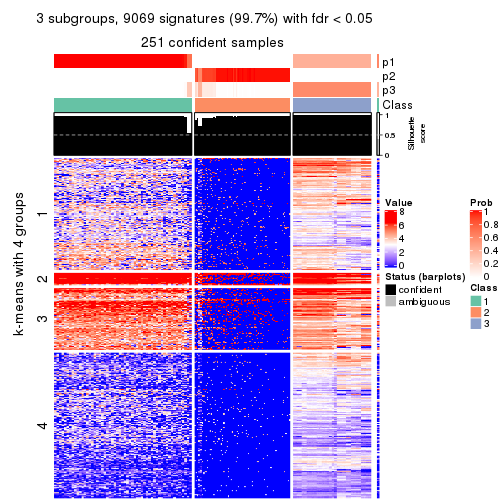 3 subgroups, 9069 signatures (99.7%) with fdr < 0.05
251 confident samples
p1
p2
p3
Class
1
0.5
0
Silhouette
score
k-means with 4 groups
1
2
3
4
Value
8
6
4
2
0
Status (barplots)
confident
ambiguous
Prob
1
0.8
0.6
0.4
0.2
0
Class
1
2
3